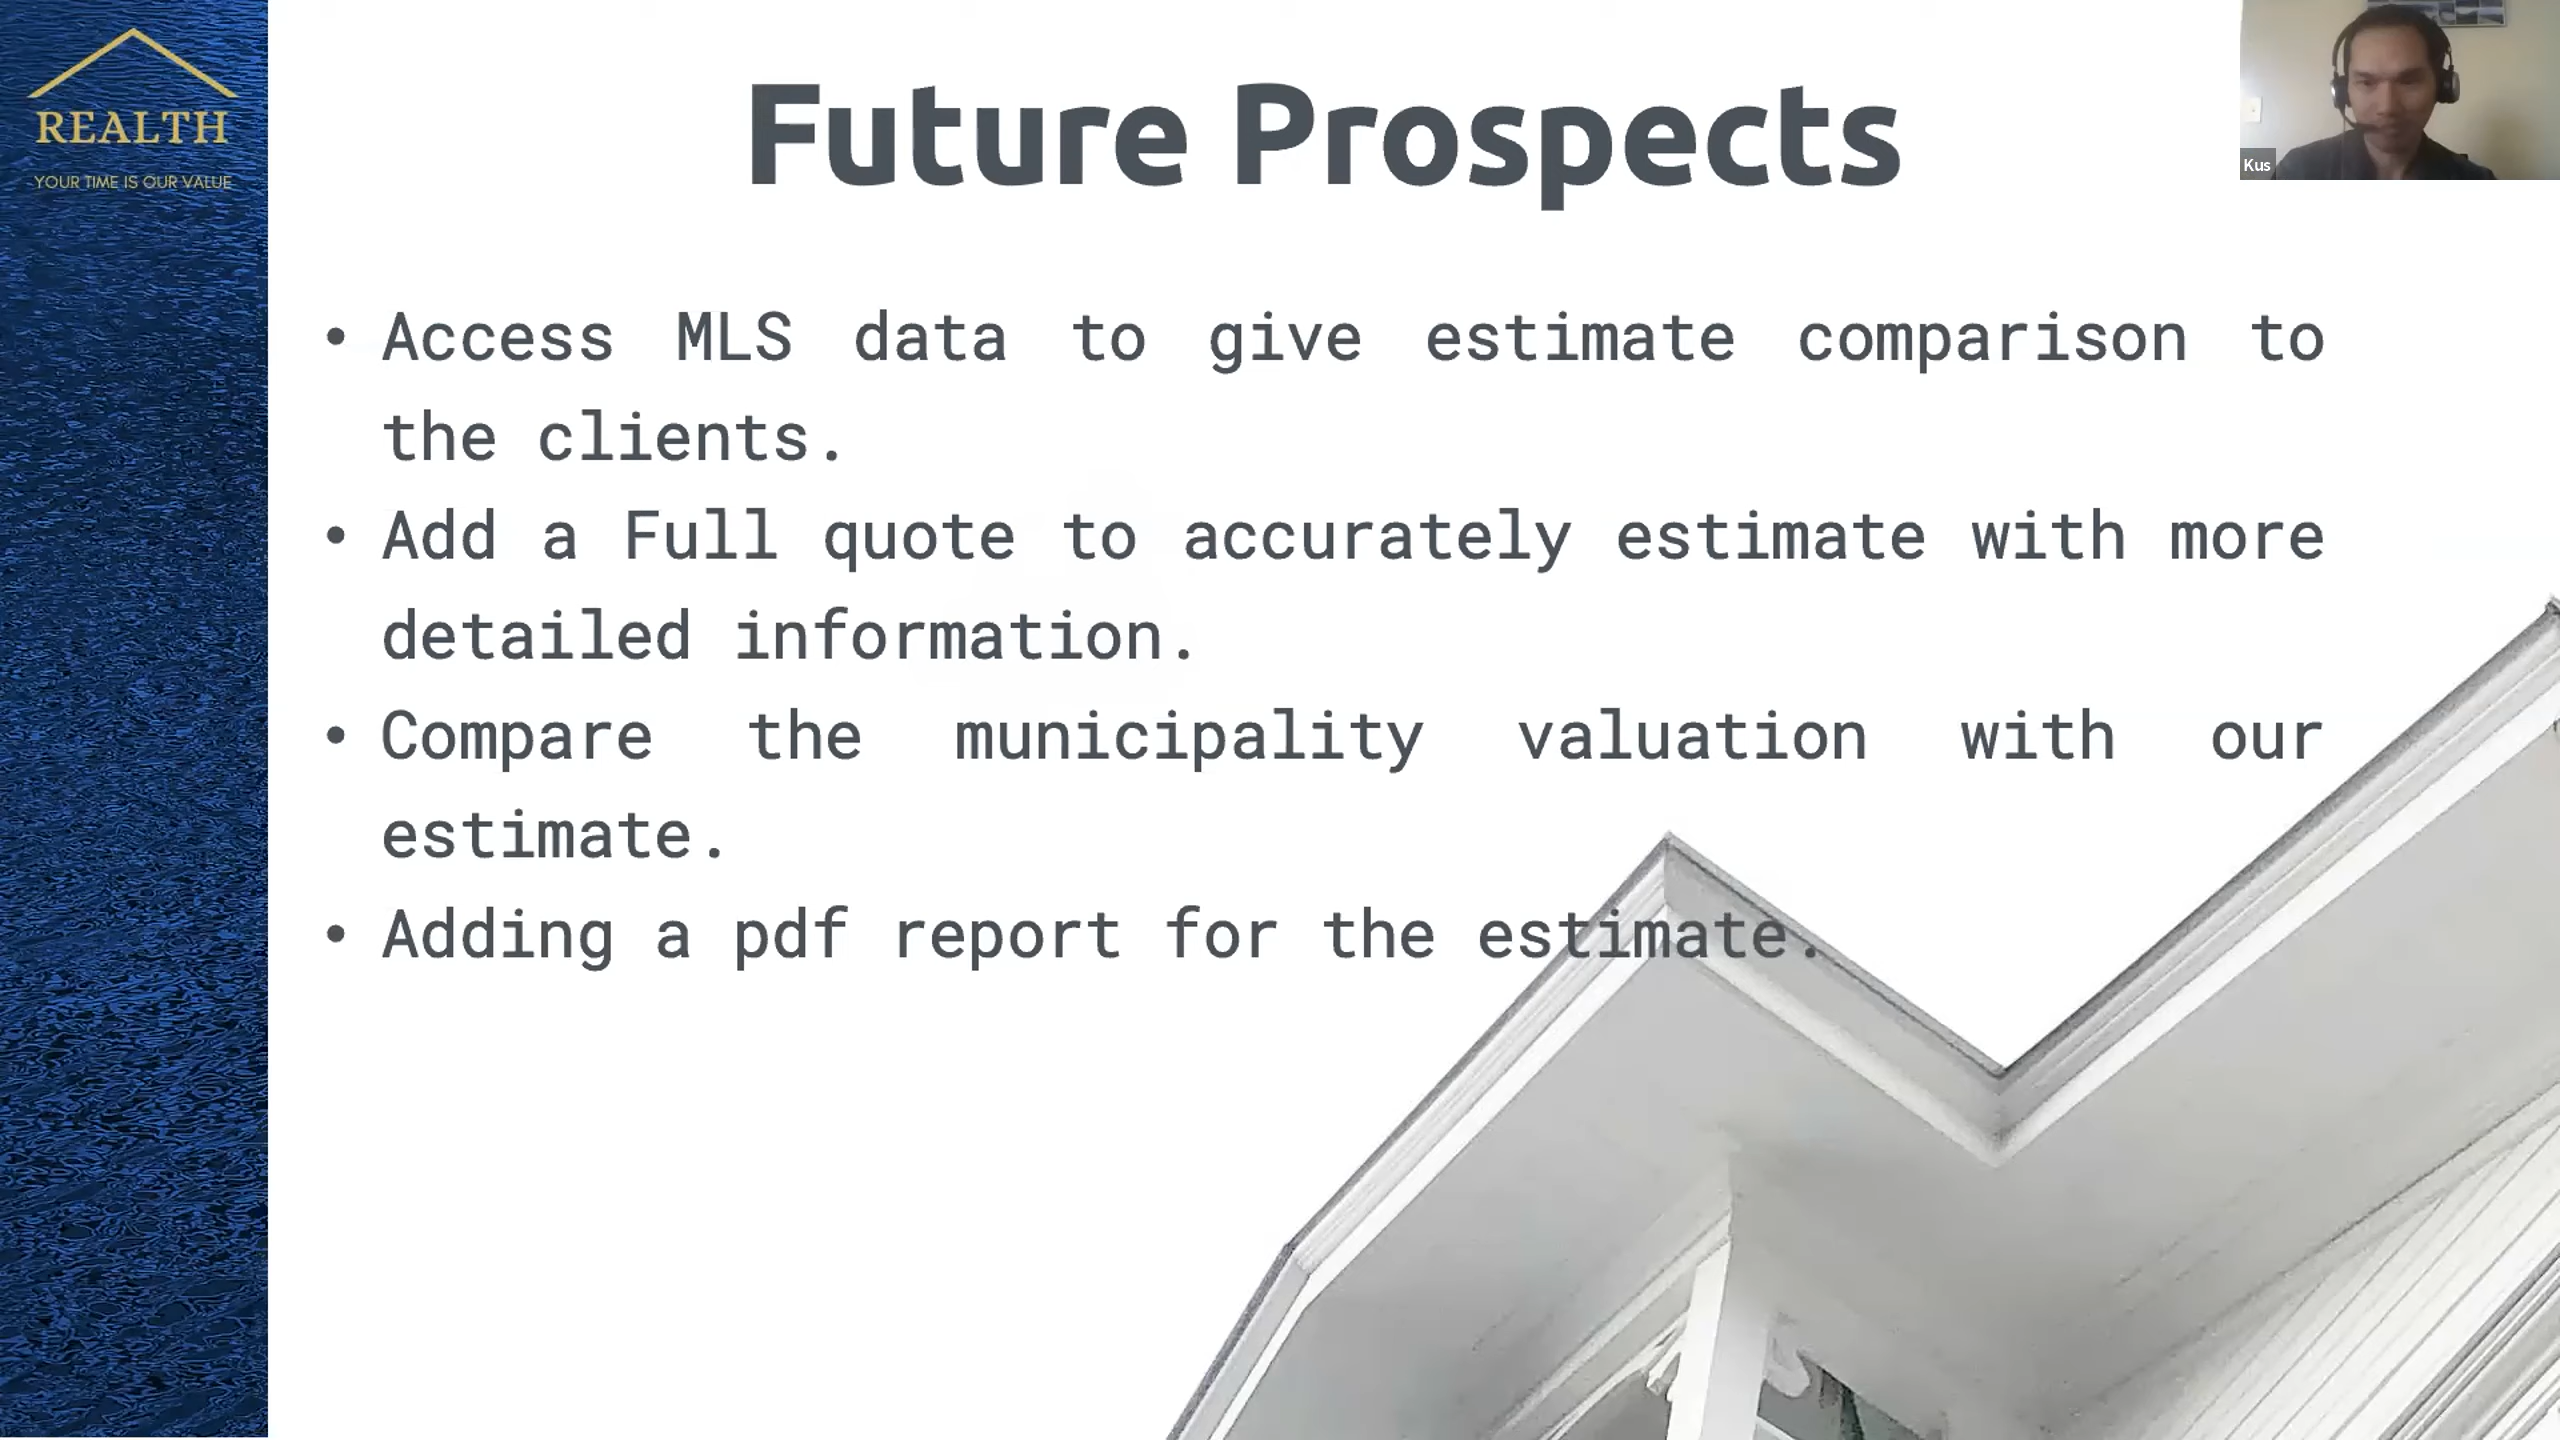 REALTH
YOUR TIME IS OUR VALUE
Future Prospects
Kus
• Access MLS data to give estimate comparison to
the clients.
• Add a Full quote to accurately estimate with more
detailed information.
• Compare the municipality valuation with our
estimate.
• Adding a pdf report for the estimate.